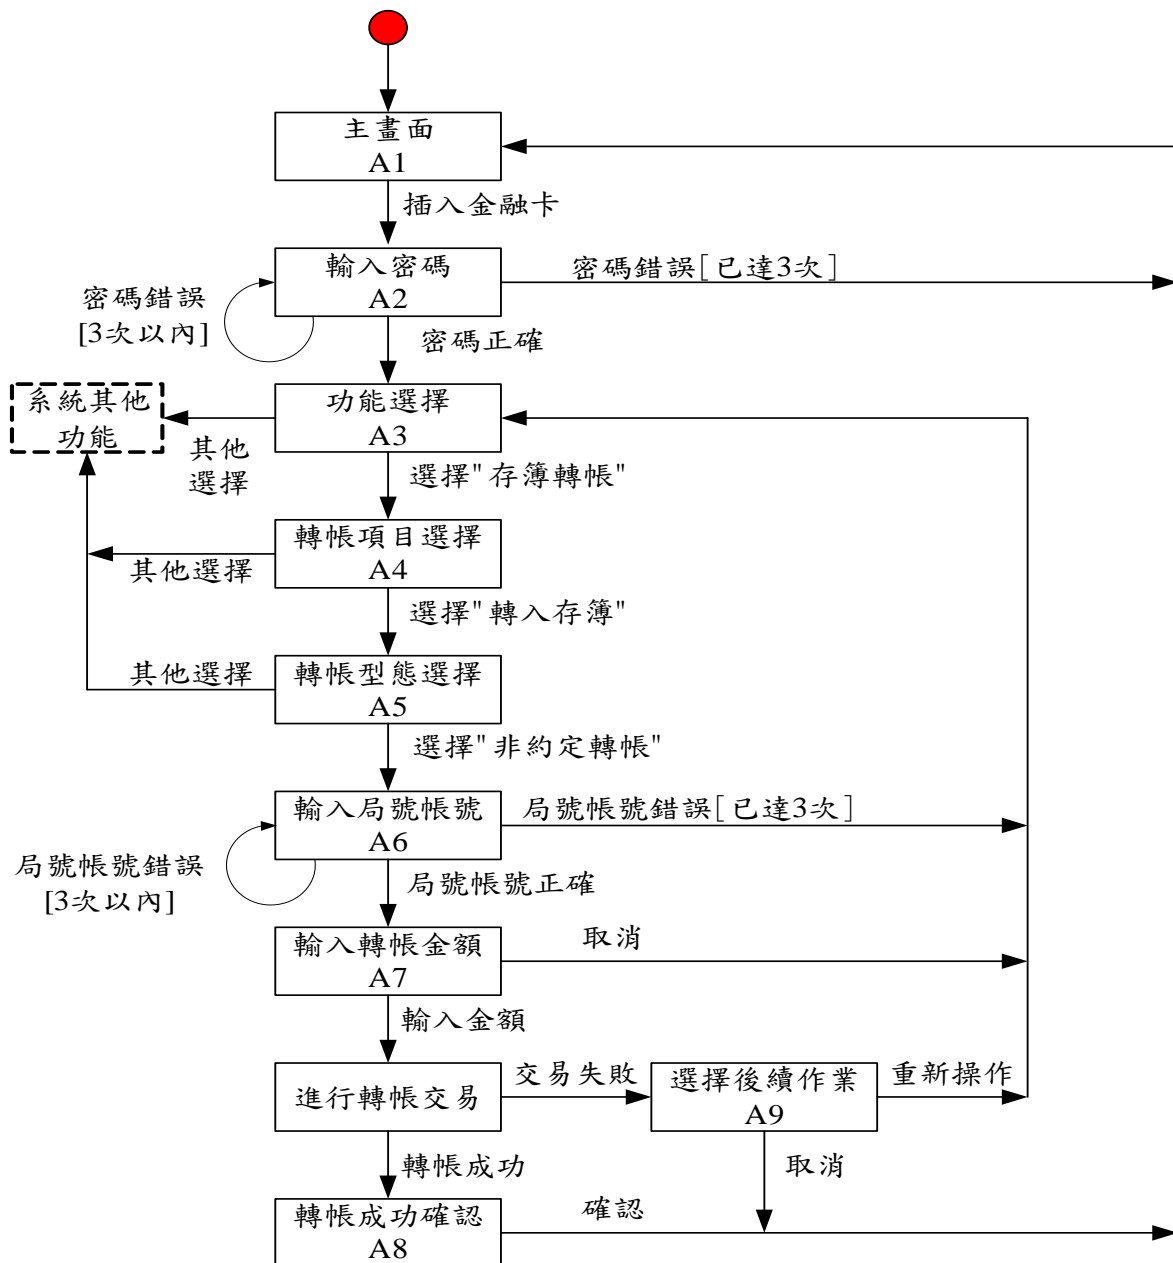 主畫面
A1
插入金融卡
輸入密碼
A2
密碼錯誤[已達3次]
密碼錯誤
[3次以內]
密碼正確
系統其他
功能
功能選擇
A3
其他
選擇
選擇"存簿轉帳"
轉帳項目選擇
A4
其他選擇
選擇"轉入存簿"
轉帳型態選擇
A5
其他選擇
選擇"非約定轉帳"
輸入局號帳號
A6
局號帳號錯誤[已達3次]
局號帳號錯誤
[3次以內]
局號帳號正確
輸入轉帳金額
A7
取消
輸入金額
進行轉帳交易
交易失敗
選擇後續作業
A9
重新操作
轉帳成功
取消
轉帳成功確認
A8
確認